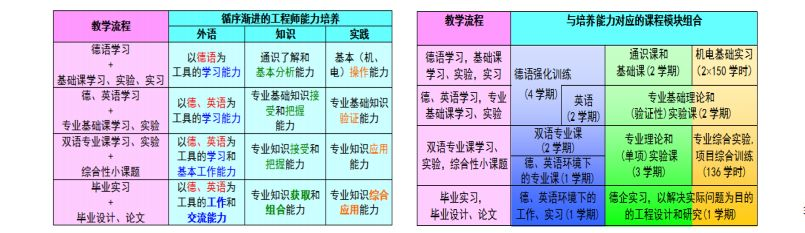 教学流程
循序渐进的工程师能力培养
外语
知识
实践
德语学习
+
基础课学习、实验、实习
以德语为
工具的学习能力
通识了解和
基本分析能力
基本（机、
电）操作能力
德、英语学习
+
专业基础课学习、实验
以德、英语为
工具的学习能力
专业基础知识接
受和把握
能力
专业基础知识
验证能力
双语专业课学习、实验
+
综合性小课题
以德、英语为
工具的学习和
基本工作能力
专业知识接受和
把握能力
专业知识应用
能力
毕业实习
+
毕业设计、论文
以德、英语为
工具的工作和
交流能力
专业知识获取和
组合能力
专业知识综合
应用能力
教学流程
与培养能力对应的课程模块组合
德语学习，基础课
学习，实验，实习
德语强化训练
（4 学期）
通识课和
基础课(2 学期)
机电基础实习
(2×150 学时)
德、英语学习，专业
基础课学习、实验
英语
(2 学期)
专业基础理论和
(验证性)实验课(2 学期)
双语专业课学习、
实验，综合性小课题
双语专业课
(2 学期)
德、英语环境下
的专业课(1 学期)
专业理论和
(单项)实验课
(3 学期)
专业综合实验,
项目综合训练
(136 学时)
毕业实习，
毕业设计、论文
德、英语环境下的
工作、实习(1 学期)
德企实习，以解决实际问题为目的
的工程设计和研究(1 学期)